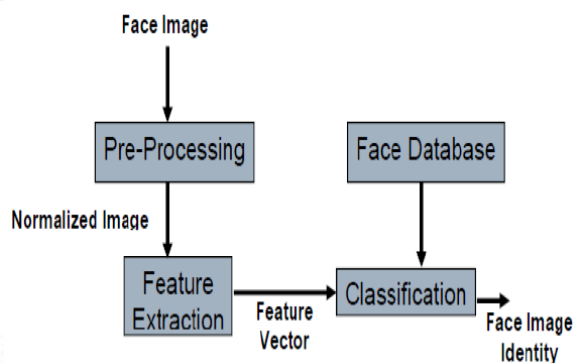 Face Image
Pre-Processing
Face Database
Normalized Image
Feature
Extraction
Feature
Vector
Classification
Face Image
Identity